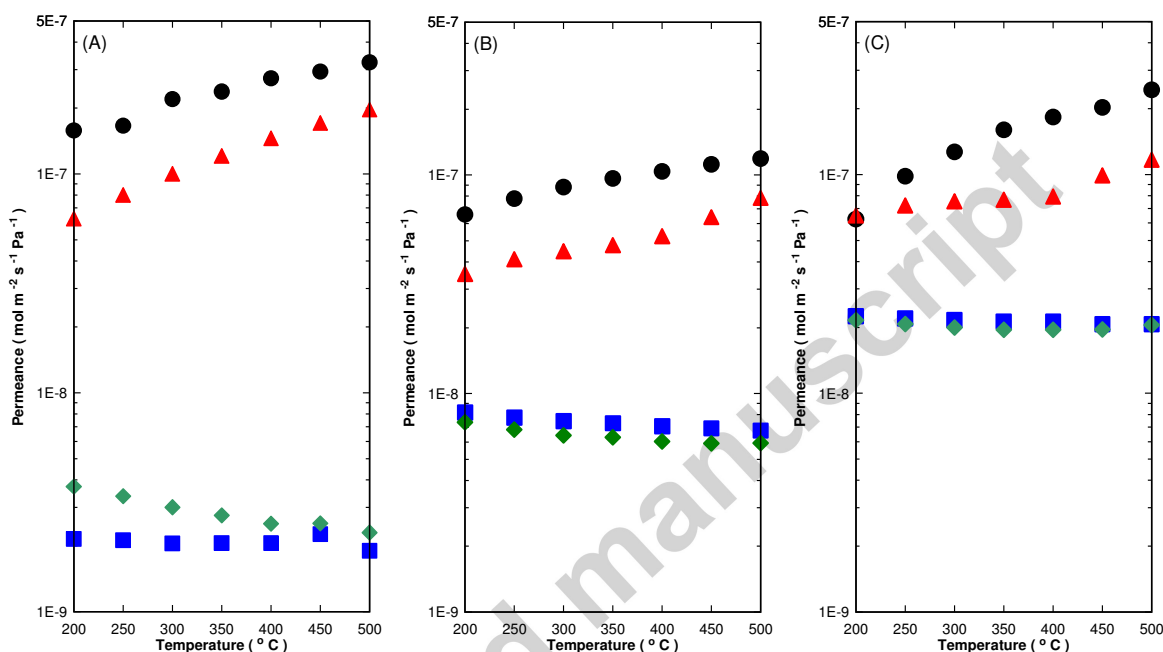 (A)
5E-7
1E-7
1E-8
1E-9
Permeance ( mol m -2 s -1 Pa -1 )
200 250 300 350 400 450 500
Temperature ( o C )
(B)
5E-7
1E-7
1E-8
1E-9
Permeance ( mol m -2 s -1 Pa -1 )
200 250 300 350 400 450 500
Temperature ( o C )
(C)
5E-7
1E-7
1E-8
1E-9
Permeance ( mol m -2 s -1 Pa -1 )
200 250 300 350 400 450 500
Temperature ( o C )
d manuscript